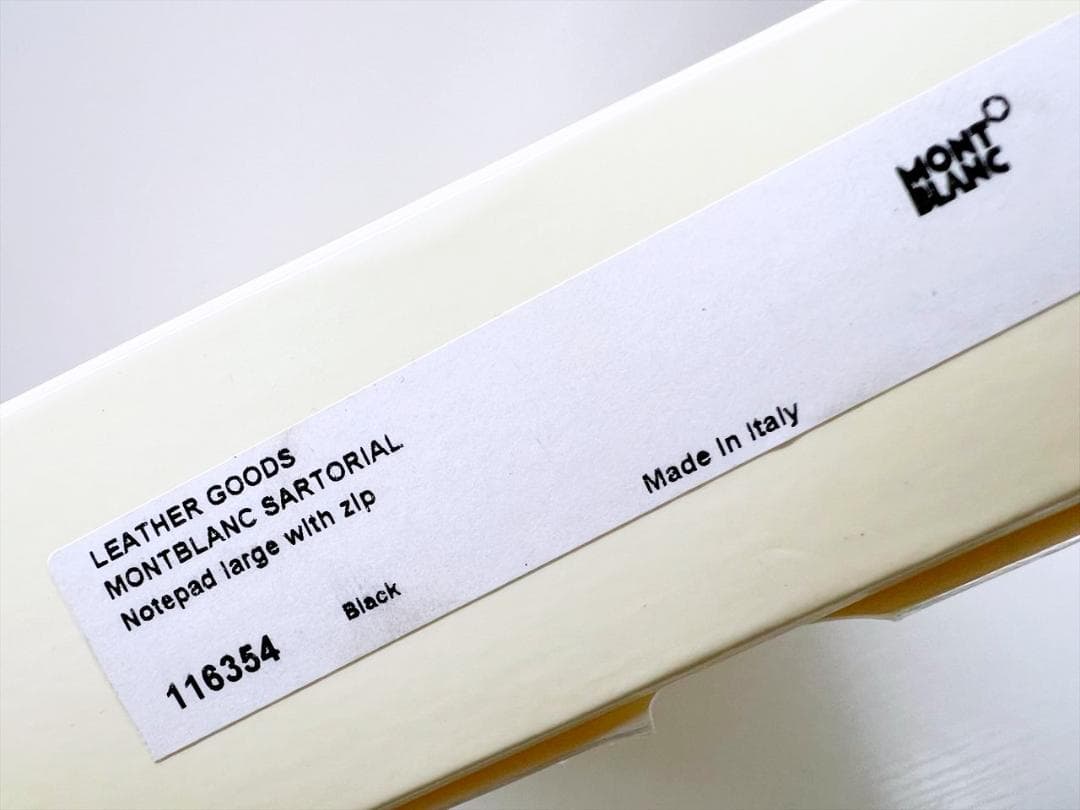 MONT
BLANC
LEATHER GOODS
MONTBLANC SARTORIAL
Notepad large with zip
Black
116354
Made in Italy